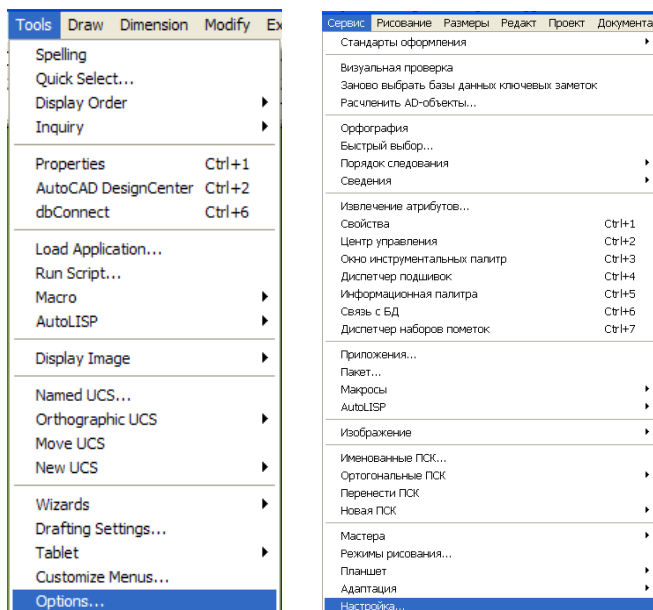 Tools Draw Dimension Modify Ex
Spelling
Quick Select...
Display Order
Inquiry
Properties Ctrl+1
AutoCAD DesignCenter Ctrl+2
dbConnect Ctrl+6
Load Application...
Run Script...
Macro
AutoLISP
Display Image
Named UCS...
Orthographic UCS
Move UCS
New UCS
Wizards
Drafting Settings...
Tablet
Customize Menus...
Options...
Сервис Рисование Размеры Редакт Проект Документа
Стандарты оформления
Визуальная проверка
Заново выбрать базы данных ключевых заметок
Расчленить AD-объекты...
Орфография
Быстрый выбор...
Порядок следования
Сведения
Извлечение атрибутов...
Свойства Ctrl+1
Центр управления Ctrl+2
Окно инструментальных палитр Ctrl+3
Диспетчер подшивок Ctrl+4
Информационная палитра Ctrl+5
Связь с БД Ctrl+6
Диспетчер наборов пометок Ctrl+7
Приложения...
Пакет...
Макросы
AutoLISP
Изображение
Именованные ПСК...
Ортогональные ПСК
Перенести ПСК
Новая ПСК
Мастера
Режимы рисования...
Планшет
Адаптация
Настройка...